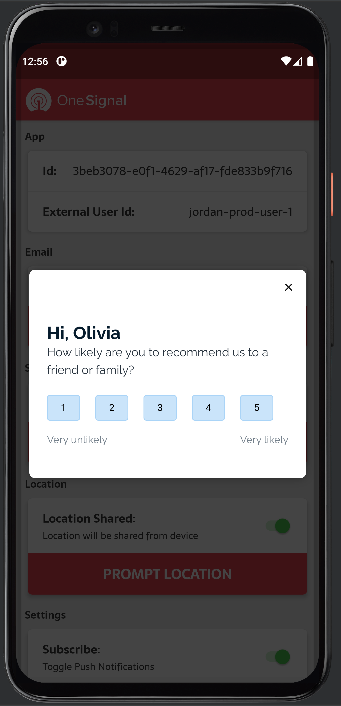 12:56
OneSignal
App
Id: 3beb3078-e0f1-4629-af17-fde833b9f716
External User Id: jordan-prod-user-1
Email
Hi, Olivia
How likely are you to recommend us to a
friend or family?
1 2 3 4 5
Very unlikely Very likely
Location
Location Shared:
Location will be shared from device
PROMPT LOCATION
Settings
Subscribe:
Toggle Push Notifications